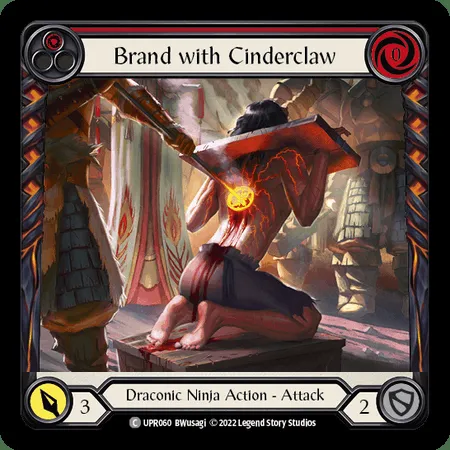 Brand with Cinderclaw
0
3
Draconic Ninja Action - Attack
2
C UPR060 BWusagi © 2022 Legend Story Studios